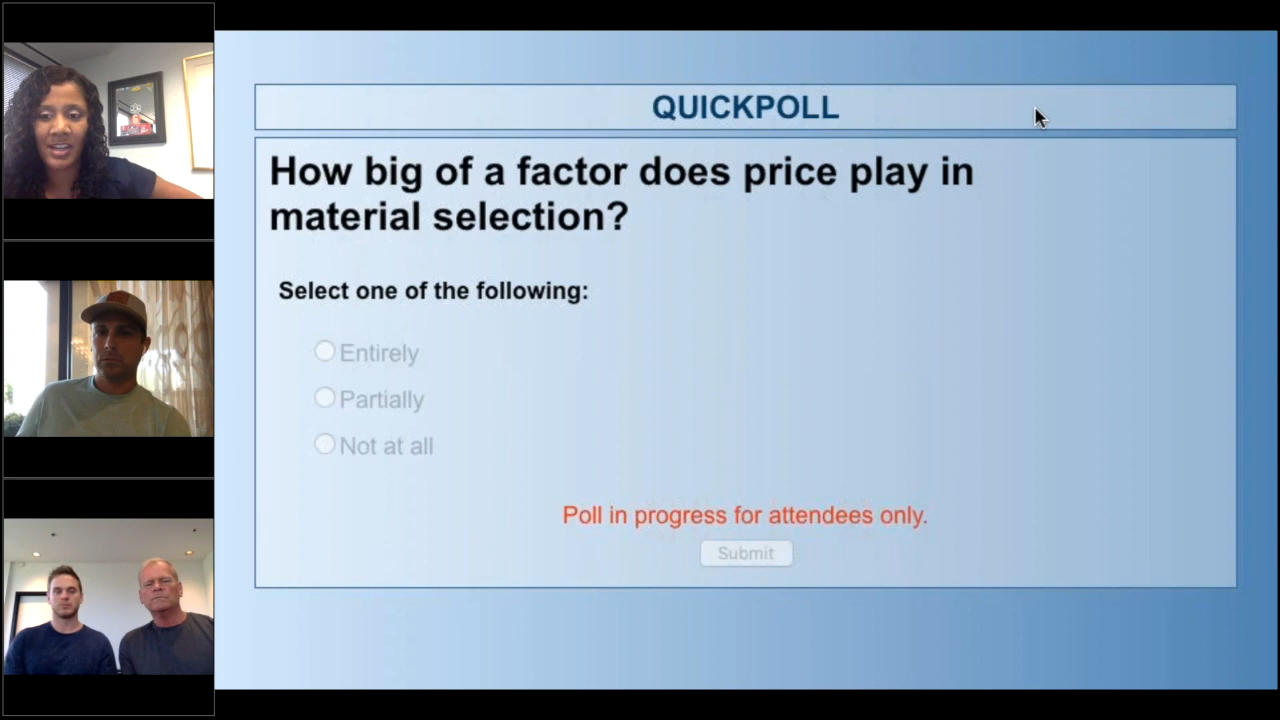 QUICKPOLL
How big of a factor does price play in
material selection?
Select one of the following:
Entirely
Partially
Not at all
Poll in progress for attendees only.
Submit